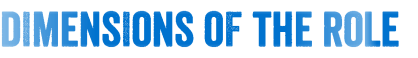 DIMENSIONS OF THE ROLE